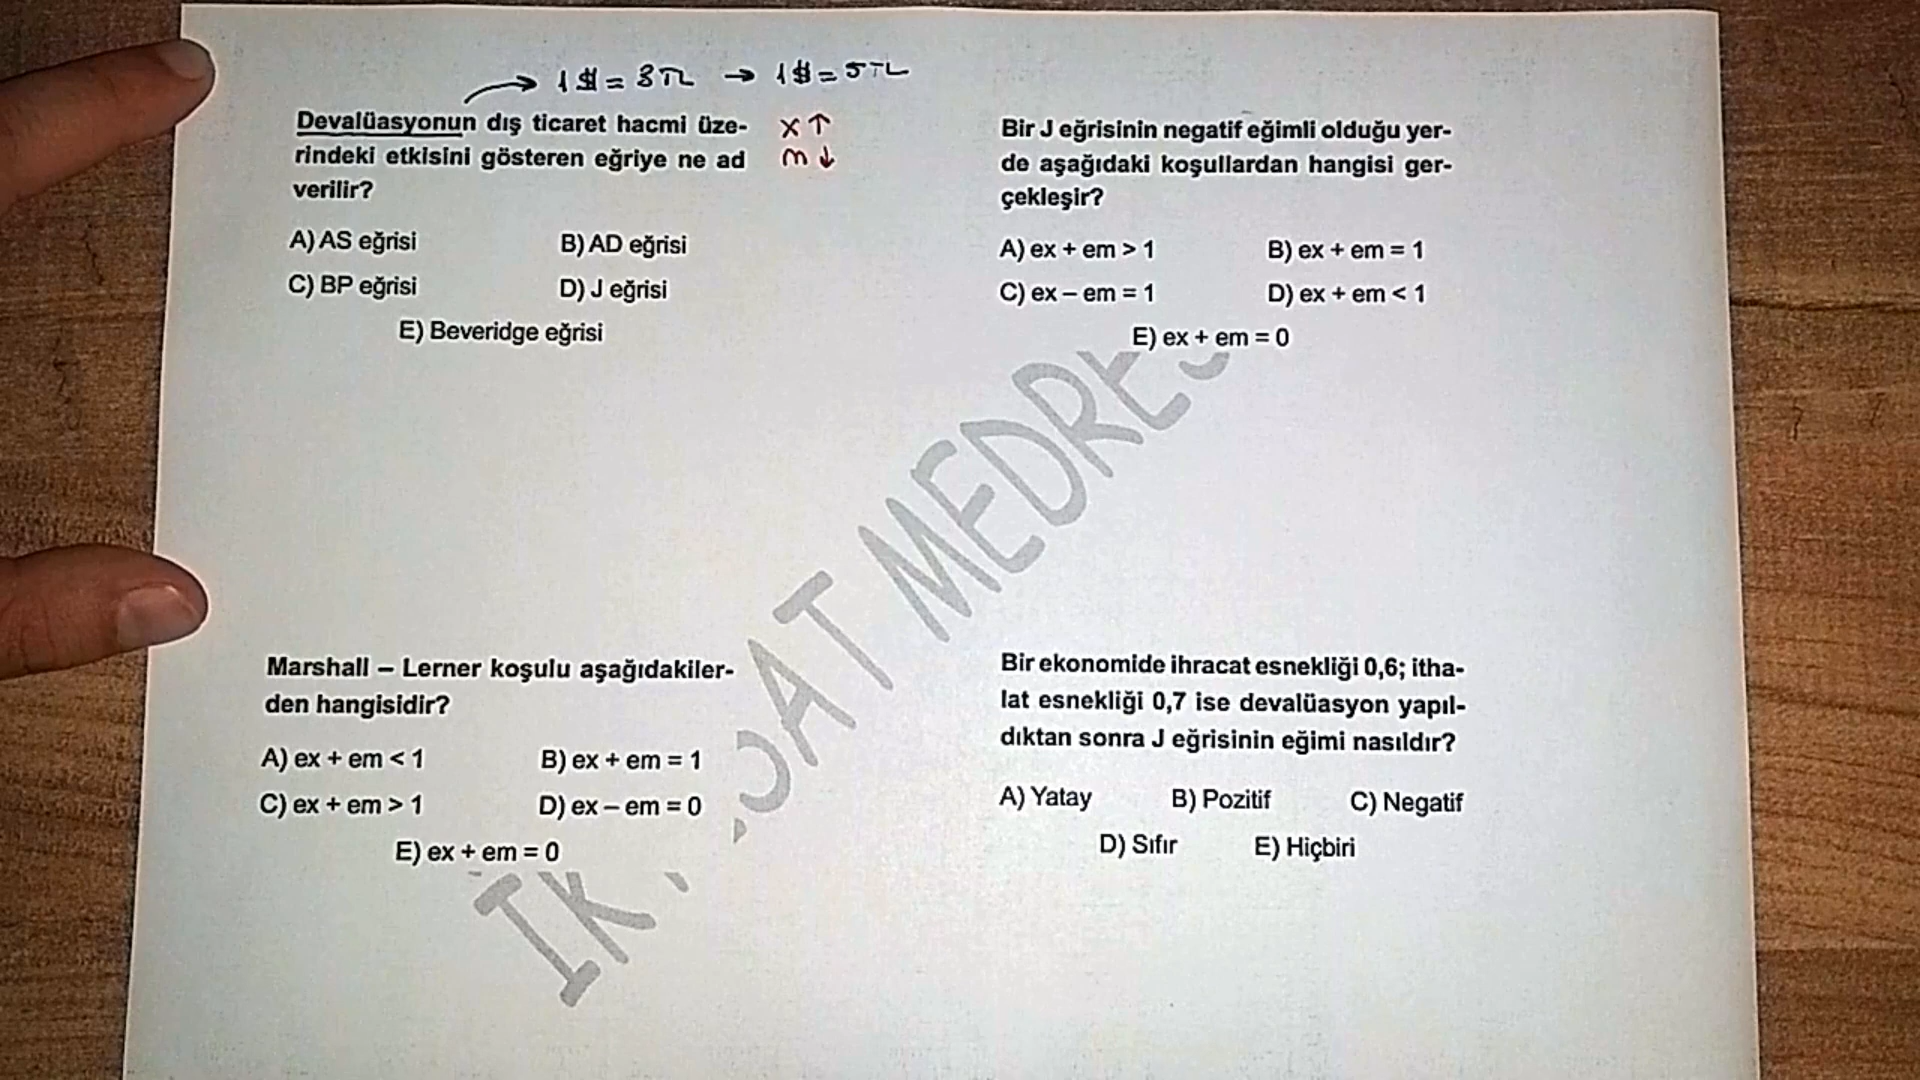 1$ = 3TL → 1$ = 5TL
Devalüasyonun dış ticaret hacmi üze-
rindeki etkisini gösteren eğriye ne ad
verilir?
x ↑
m ↓
A) AS eğrisi
B) AD eğrisi
C) BP eğrisi
D) J eğrisi
E) Beveridge eğrisi
Bir J eğrisinin negatif eğimli olduğu yer-
de aşağıdaki koşullardan hangisi ger-
çekleşir?
A) ex + em > 1
B) ex + em = 1
C) ex – em = 1
D) ex + em < 1
E) ex + em = 0
Marshall – Lerner koşulu aşağıdakiler-
den hangisidir?
A) ex + em < 1
B) ex + em = 1
C) ex + em > 1
D) ex – em = 0
E) ex + em = 0
Bir ekonomide ihracat esnekliği 0,6; itha-
lat esnekliği 0,7 ise devalüasyon yapıl-
dıktan sonra J eğrisinin eğimi nasıldır?
A) Yatay
B) Pozitif
C) Negatif
D) Sıfır
E) Hiçbiri